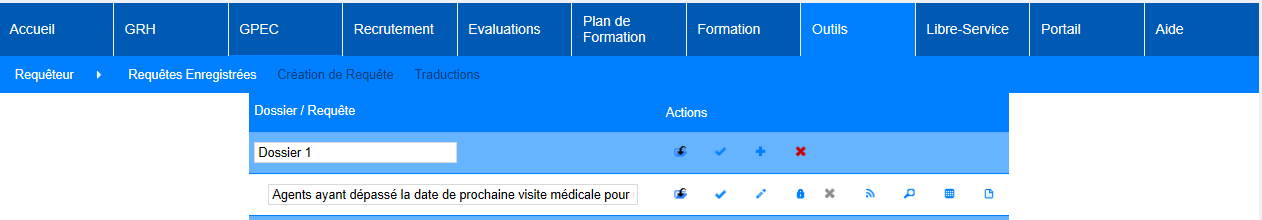 Accueil GRH GPEC Recrutement Evaluations Plan de Formation Formation Outils Libre-Service Portail Aide
Requêteur Requêtes Enregistrées Création de Requête Traductions
Dossier / Requête Actions
Dossier 1
Agents ayant dépassé la date de prochaine visite médicale pour